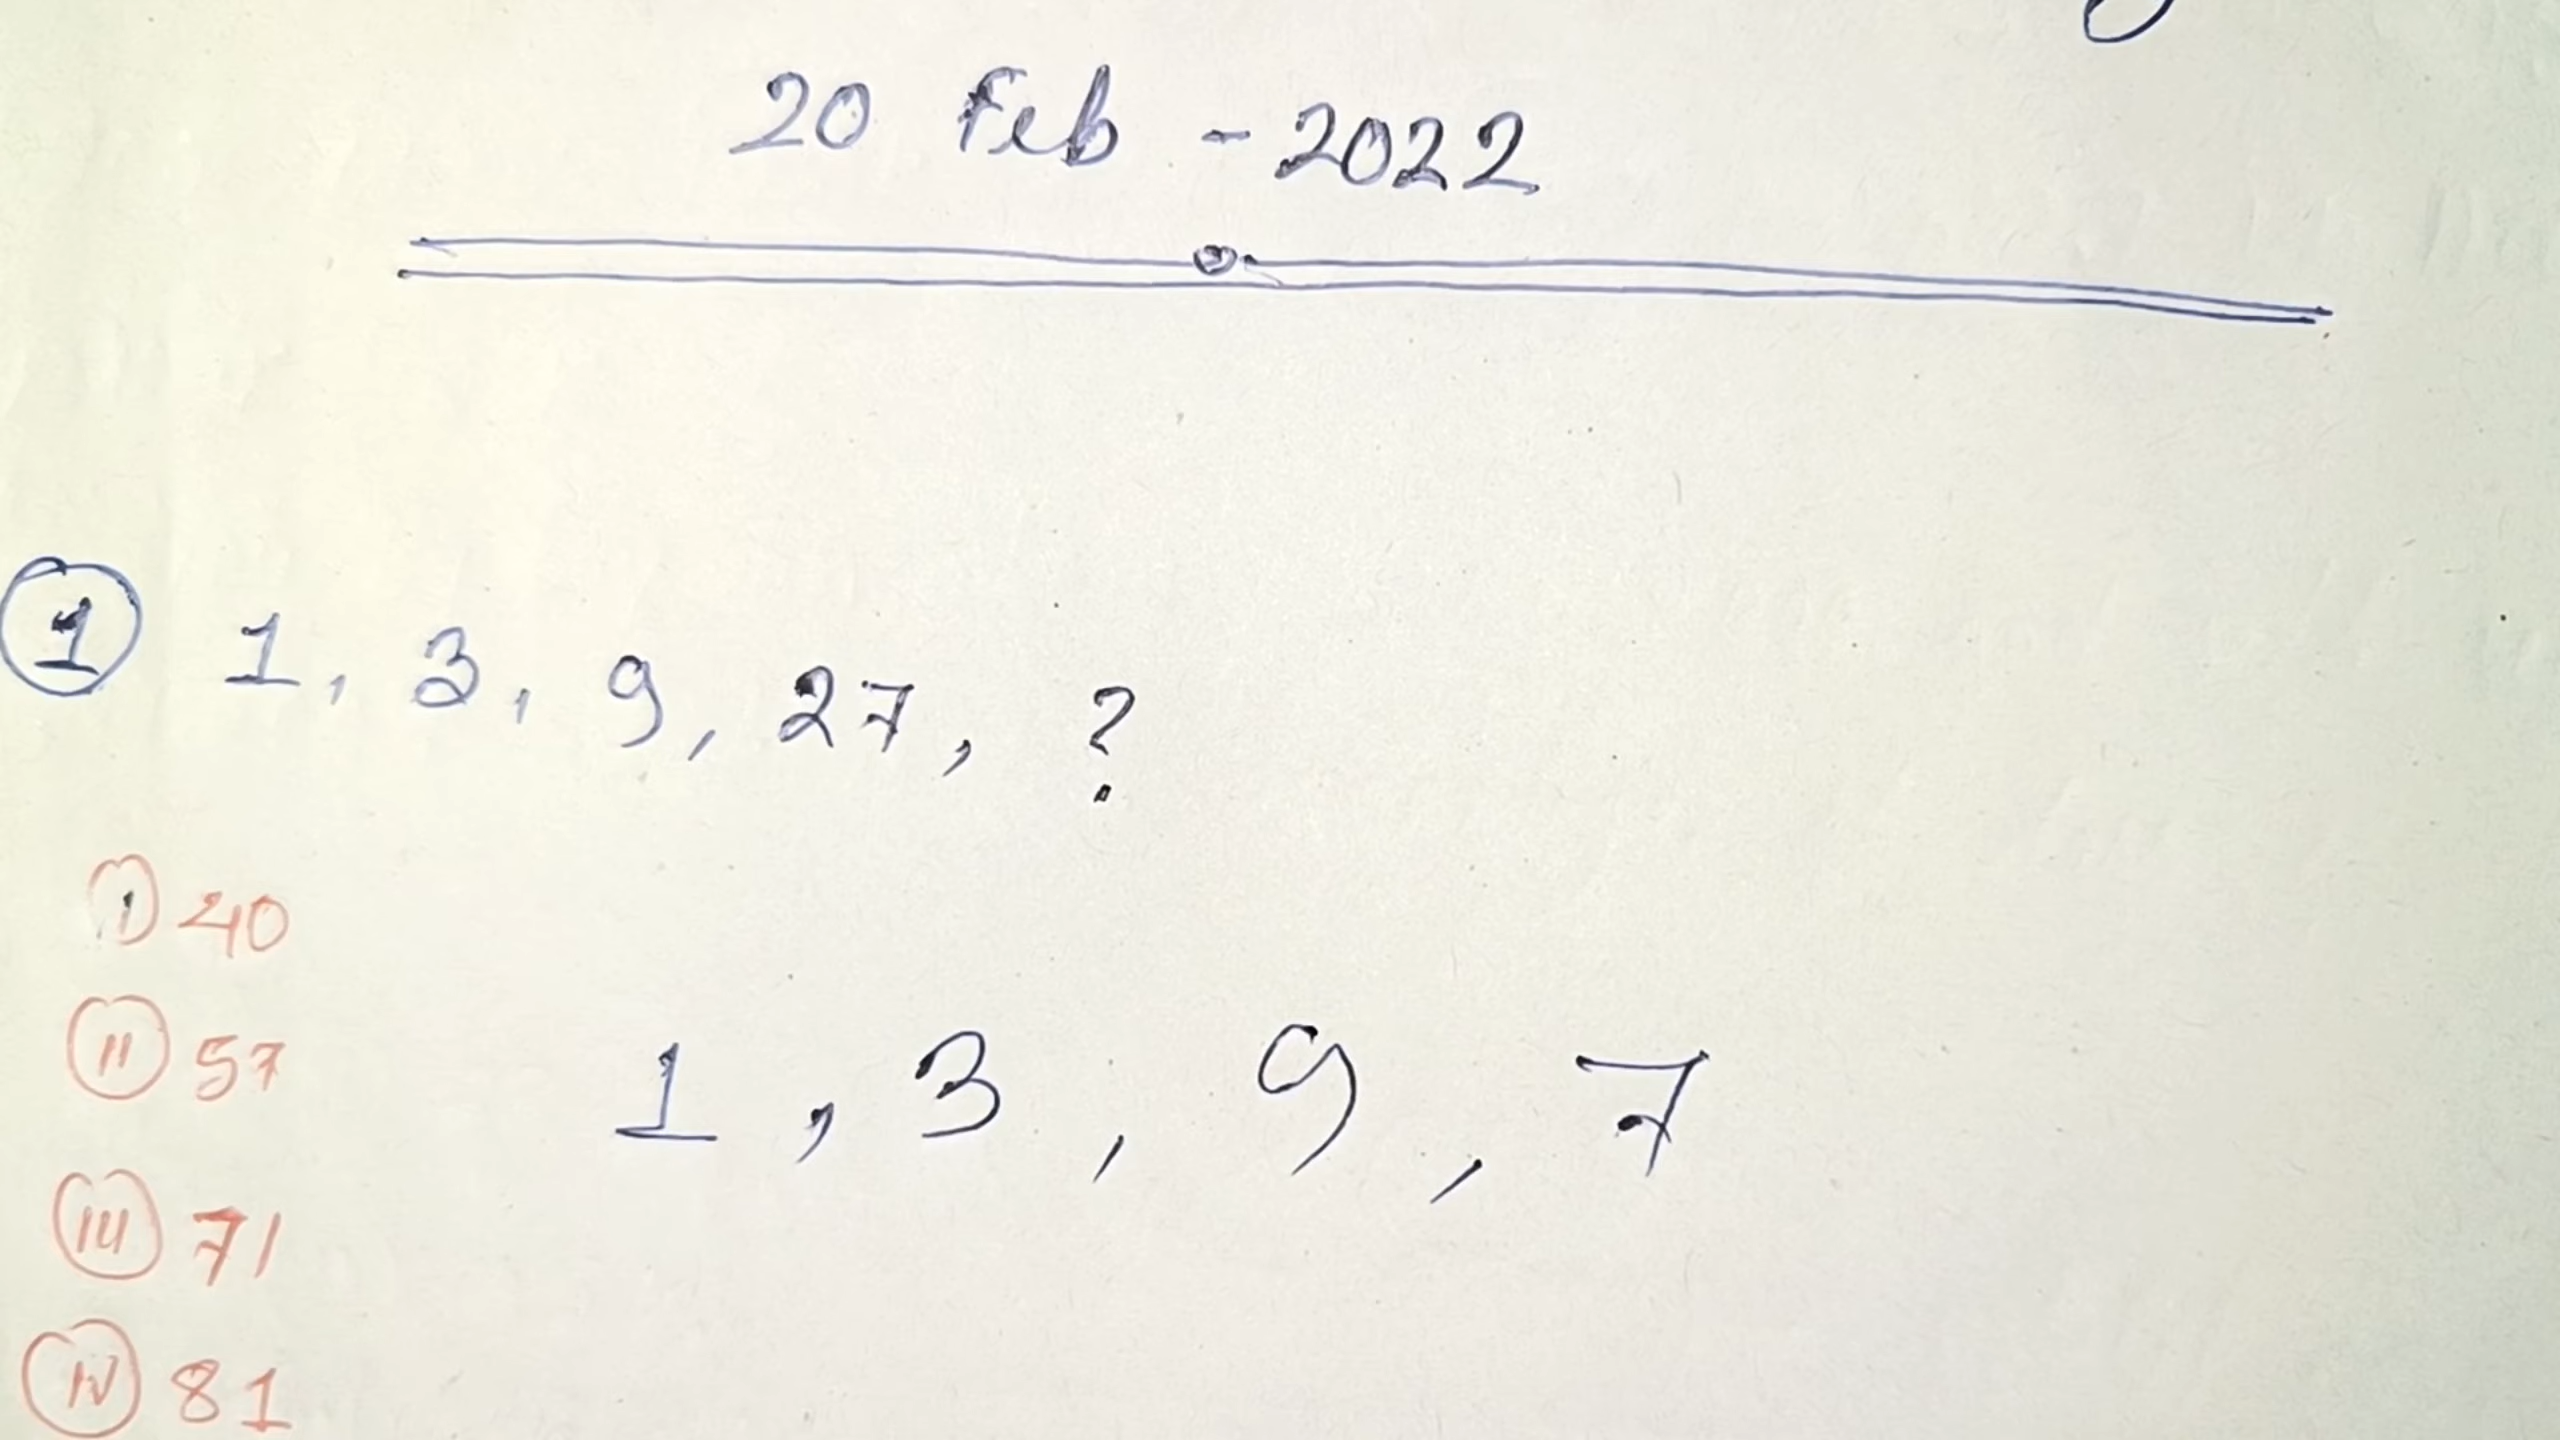 20 Feb - 2022
1 1, 3, 9, 27, ?
I 40
II 57
1, 3, 9, 7
III 71
IV 81